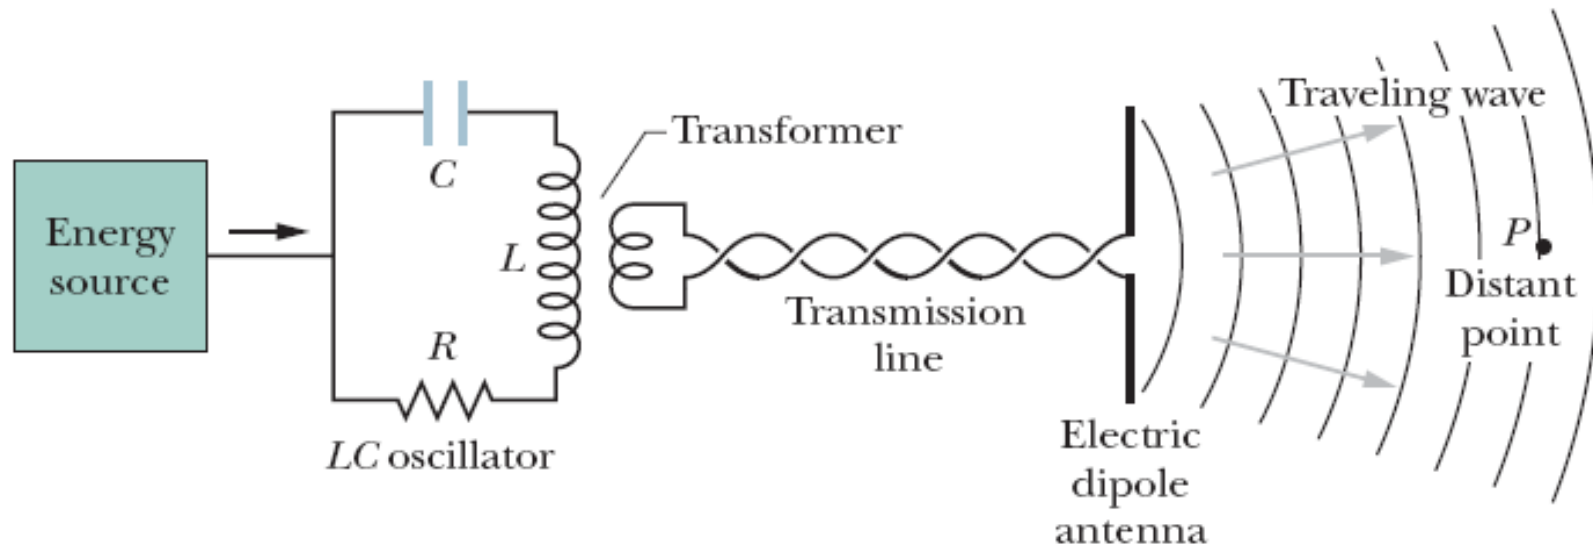 Energy
source
C
L
R
LC oscillator
Transformer
Transmission
line
Electric
dipole
antenna
Traveling wave
P
Distant
point